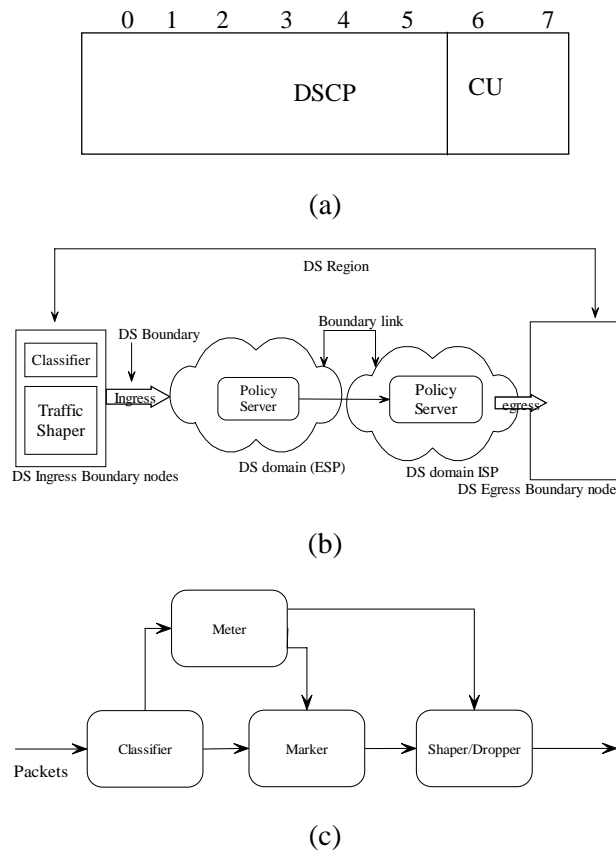 0 1 2 3 4 5 6 7
DSCP CU
(a)
DS Region
DS Boundary
Boundary link
Classifier
Traffic
Shaper
Ingress
Policy
Server
Policy
Server
egress
DS Ingress Boundary nodes
DS domain (ESP)
DS domain ISP
DS Egress Boundary node
(b)
Meter
Classifier
Marker
Shaper/Dropper
Packets
(c)